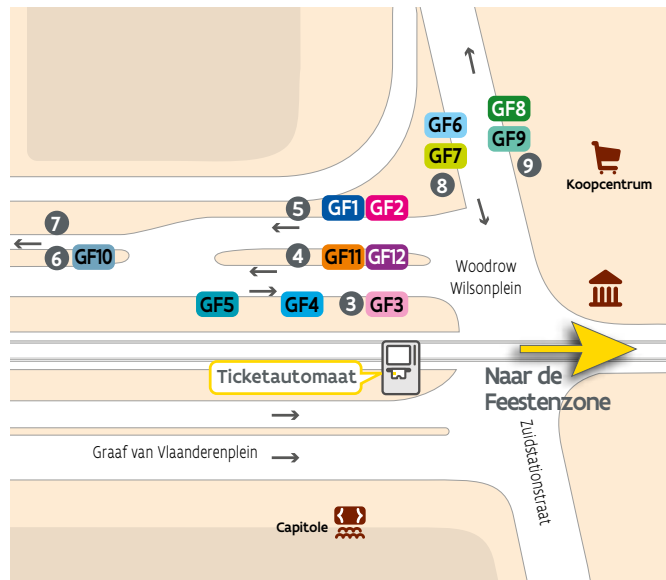 GF8
GF6
GF9
GF7
9
8
Koopcentrum
5 GF1 GF2
7
6 GF10
4 GF11 GF12
Woodrow
Wilsonplein
GF5 GF4 3 GF3
Ticketautomaat
Naar de
Feestenzone
Graaf van Vlaanderenplein
Zuidstationstraat
Capitole